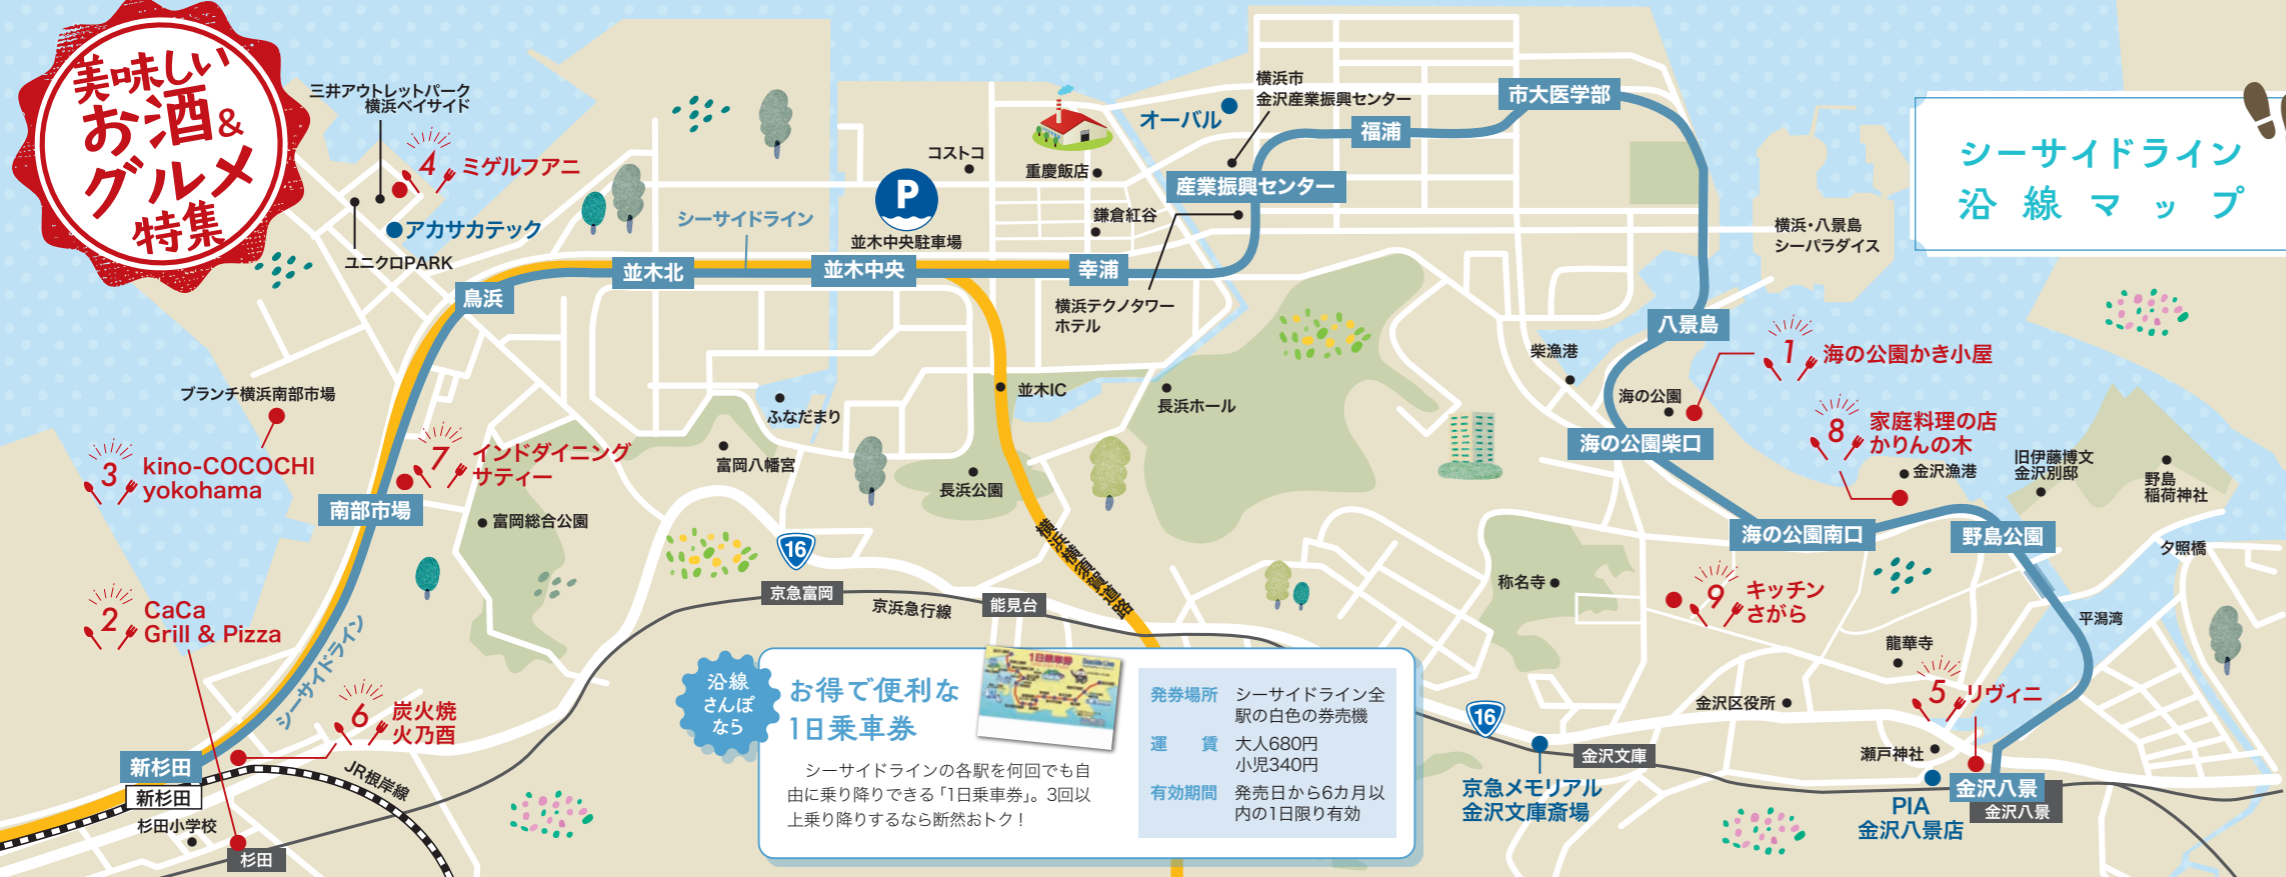 美味しい
お酒&
グルメ
特集
シーサイドライン
沿線マップ
三井アウトレットパーク
横浜ベイサイド
4 ミゲルフアニ
アカサカテック
ユニクロPARK
シーサイドライン
P
並木中央駐車場
コストコ
重慶飯店
鎌倉紅谷
オーバル
横浜市
金沢産業振興センター
産業振興センター
福浦
市大医学部
横浜・八景島
シーパラダイス
鳥浜
並木北
並木中央
幸浦
横浜テクノタワー
ホテル
八景島
1 海の公園かき小屋
柴漁港
海の公園
海の公園柴口
8 家庭料理の店
かりんの木
金沢漁港
旧伊藤博文
金沢別邸
野島
稲荷神社
夕照橋
ブランチ横浜南部市場
3 kino-COCOCHI
yokohama
7 インドダイニング
サティー
南部市場
富岡総合公園
ふなだまり
富岡八幡宮
並木IC
長浜公園
長浜ホール
横浜横須賀道路
海の公園南口
野島公園
称名寺
9 キッチン
さがら
平潟湾
龍華寺
5 リヴィニ
金沢区役所
瀬戸神社
16
京急富岡
京浜急行線
能見台
2 CaCa
Grill & Pizza
シーサイドライン
6 炭火焼
火乃酉
新杉田
新杉田
JR根岸線
杉田小学校
杉田
沿線
さんぽ
なら
お得で便利な
1日乗車券
1日乗車券
シーサイドラインの各駅を何回でも自
由に乗り降りできる「1日乗車券」。3回以
上乗り降りするなら断然おトク！
発券場所 シーサイドライン全
駅の白色の券売機
運賃 大人680円
小児340円
有効期間 発売日から6カ月以
内の1日限り有効
16
金沢文庫
京急メモリアル
金沢文庫斎場
PIA
金沢八景店
金沢八景
金沢八景